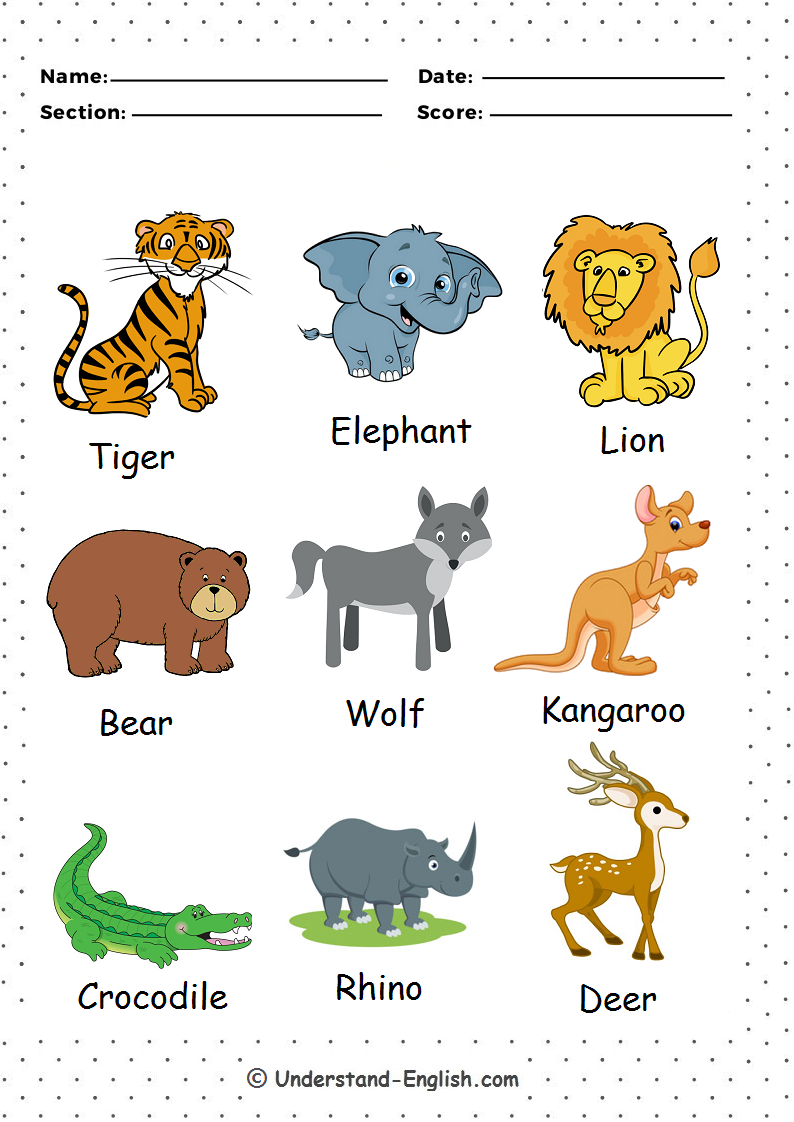 Name: Date:
Section: Score:
Tiger Elephant Lion
Bear Wolf Kangaroo
Crocodile Rhino Deer
© Understand-English.com